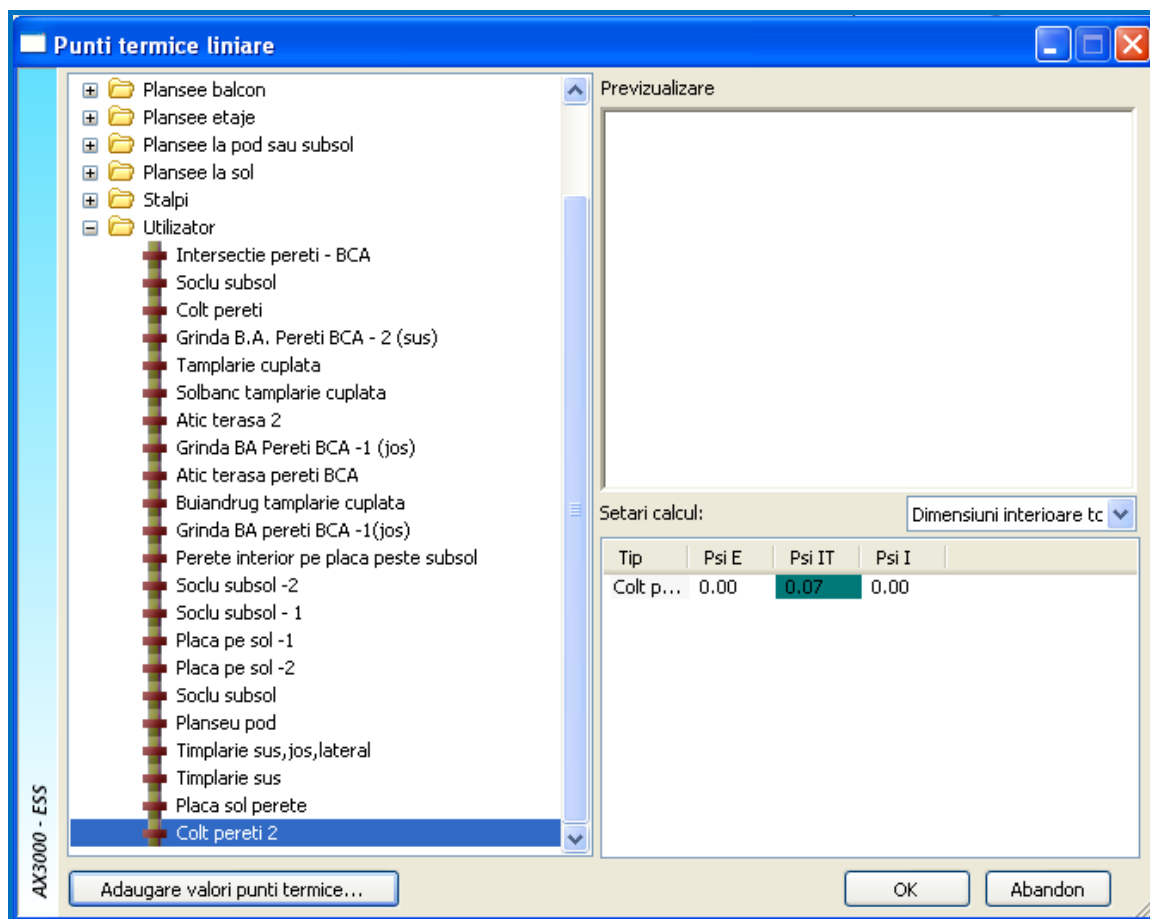 Punti termice liniare
Plansee balcon
Plansee etaje
Plansee la pod sau subsol
Plansee la sol
Stalpi
Utilizator
Intersectie pereti - BCA
Soclu subsol
Colt pereti
Grinda B.A. Pereti BCA - 2 (sus)
Tamplarie cuplata
Solbanc tamplarie cuplata
Atic terasa 2
Grinda BA Pereti BCA -1 (jos)
Atic terasa pereti BCA
Buiandrug tamplarie cuplata
Grinda BA pereti BCA -1(jos)
Perete interior pe placa peste subsol
Soclu subsol -2
Soclu subsol - 1
Placa pe sol -1
Placa pe sol -2
Soclu subsol
Planseu pod
Timplarie sus,jos,lateral
Timplarie sus
Placa sol perete
Colt pereti 2
Previzualizare
Setari calcul: Dimensiuni interioare tc
Tip Psi E Psi IT Psi I
Colt p... 0.00 0.07 0.00
AX3000 - ESS
Adaugare valori punti termice... OK Abandon